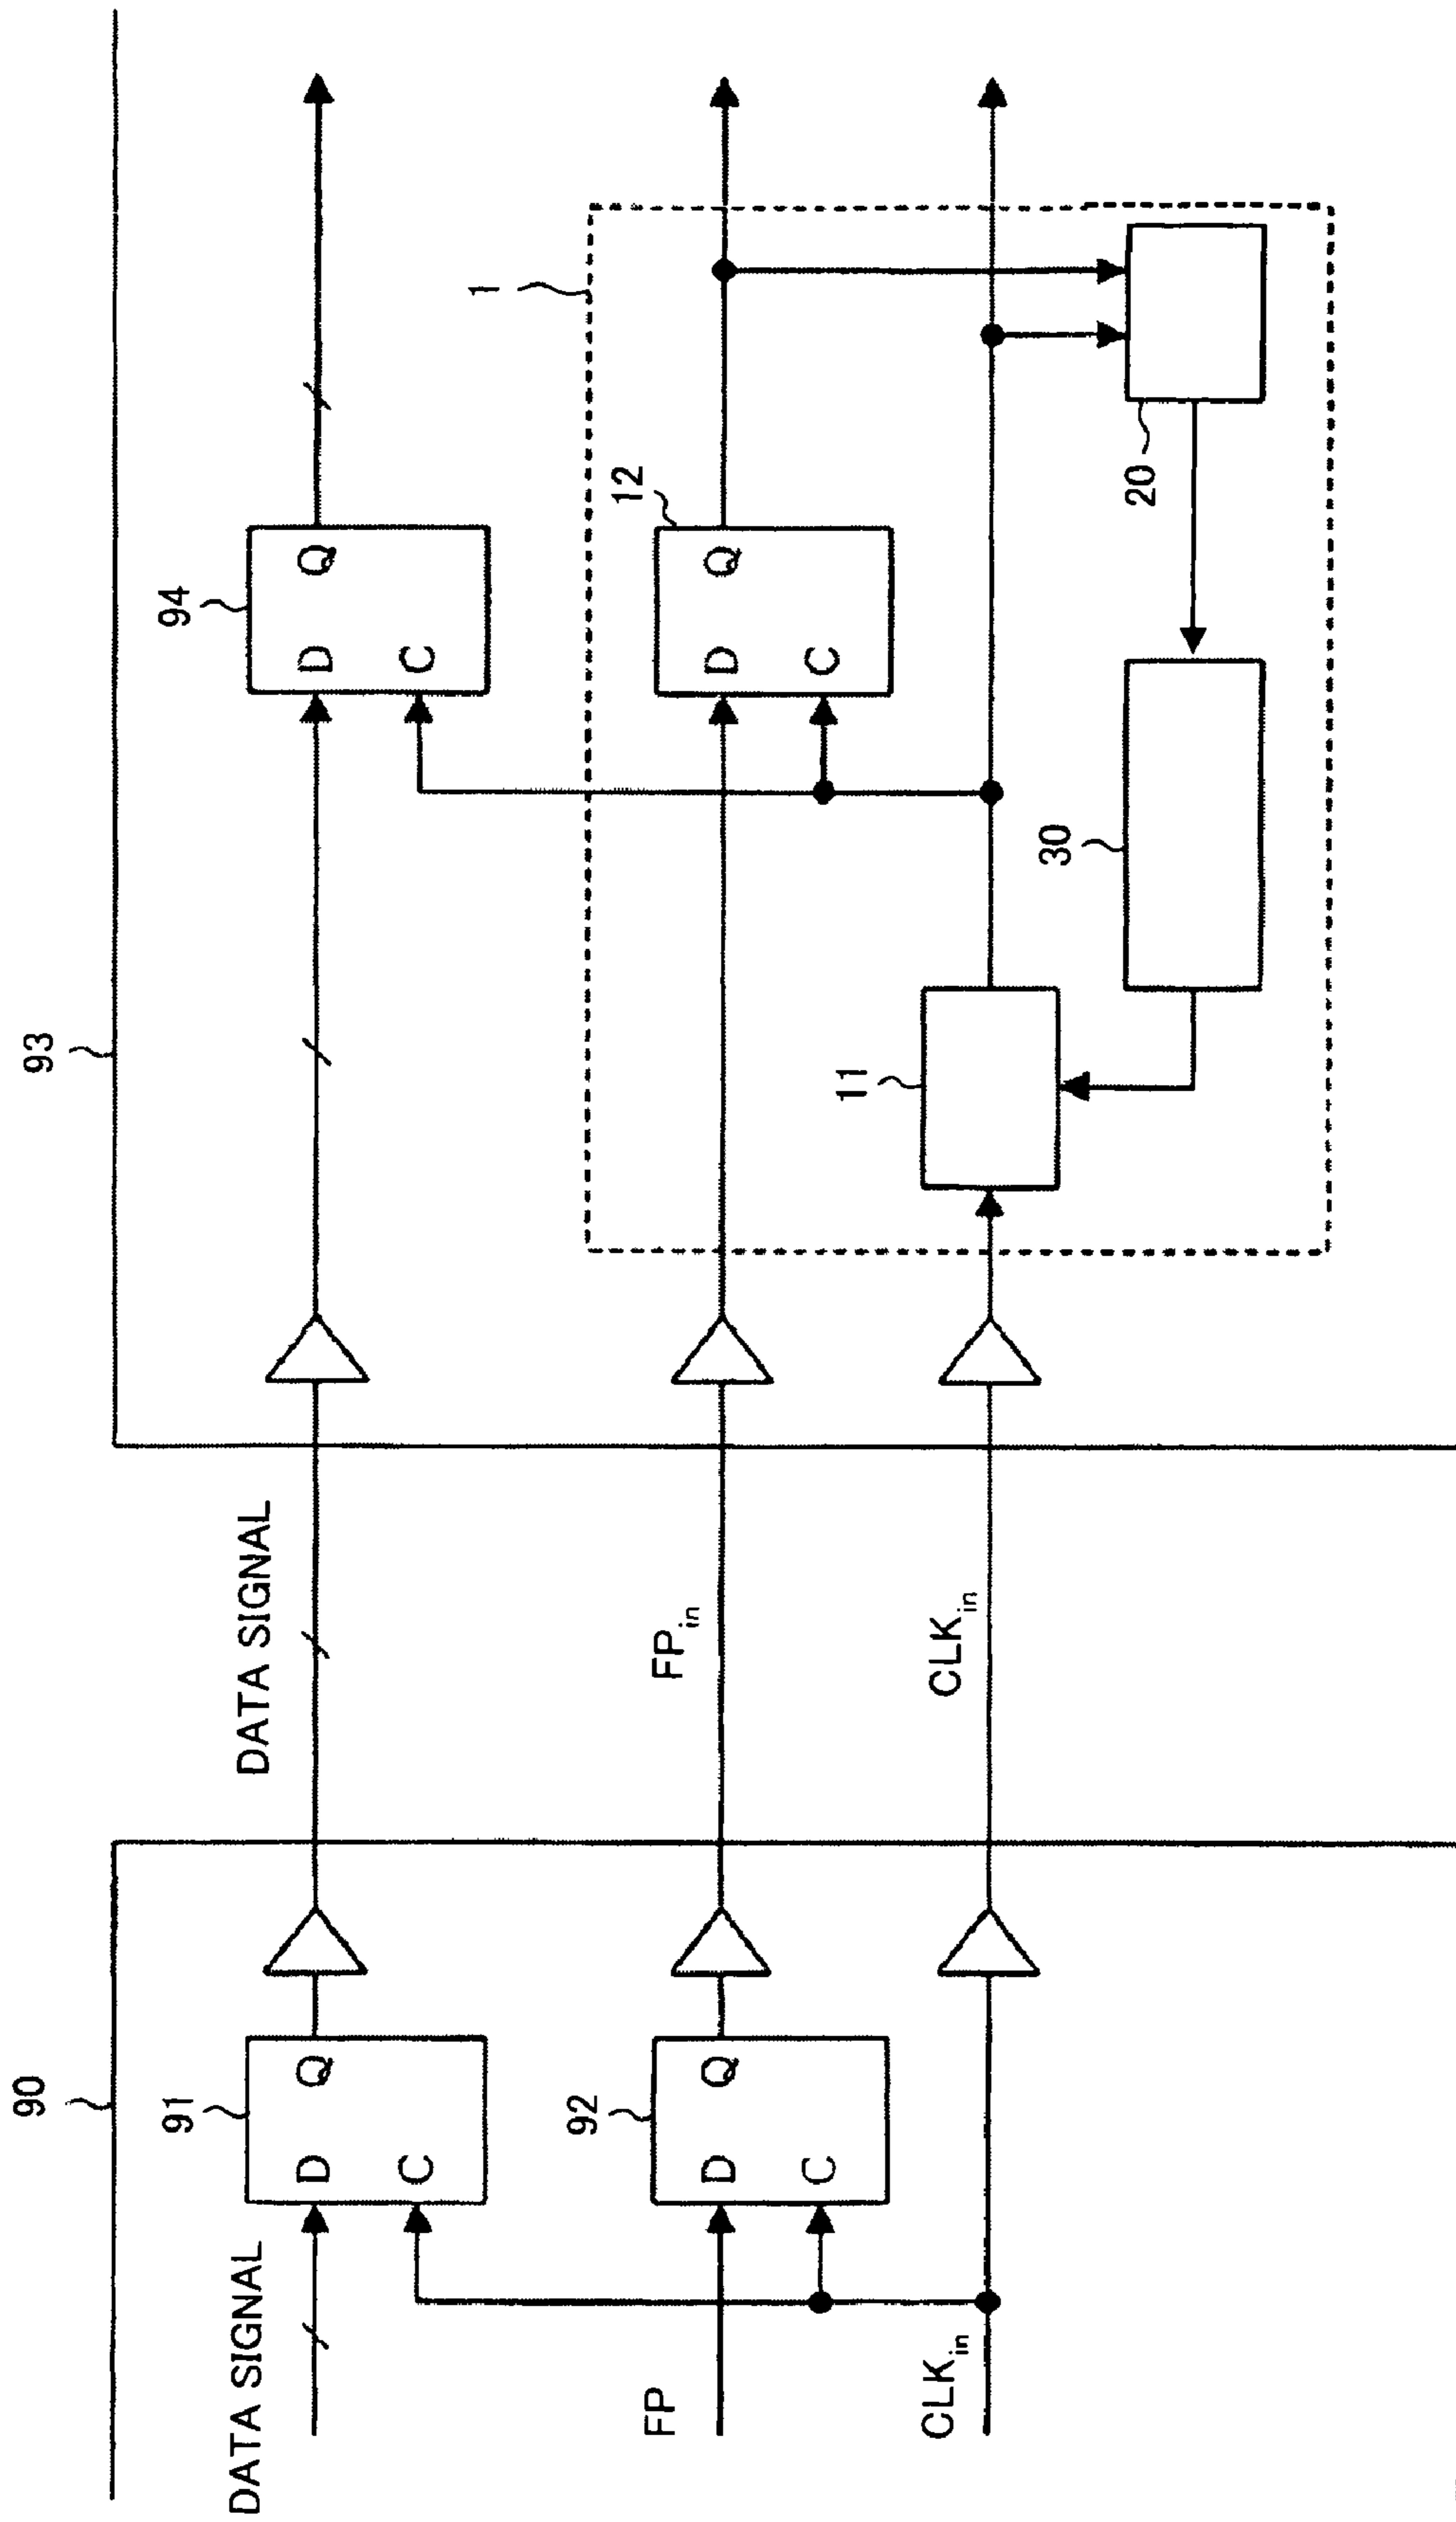 90
93
DATA SIGNAL
91
D
Q
C
DATA SIGNAL
94
D
Q
C
1
FP
92
D
Q
C
FPin
12
D
Q
C
CLKin
CLKin
11
30
20